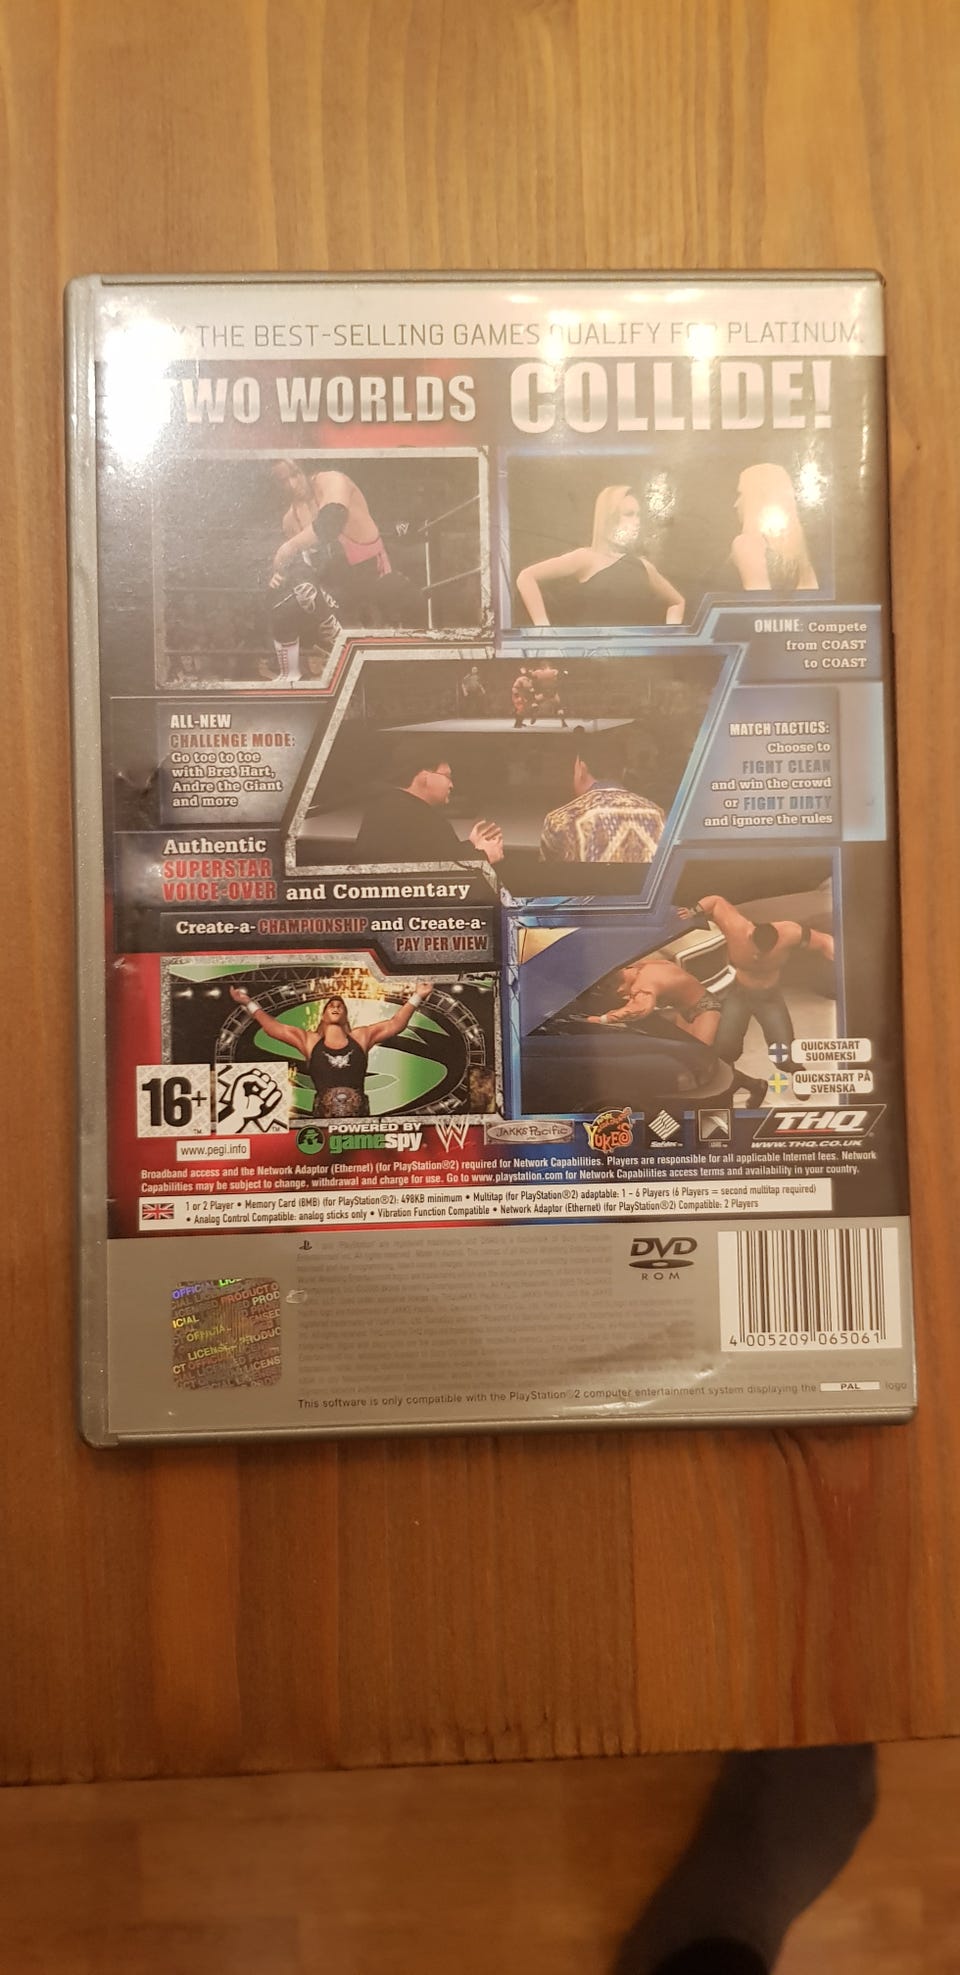 THE BEST-SELLING GAMES QUALIFY FOR PLATINUM.
TWO WORLDS COLLIDE!
ONLINE: Compete
from COAST
to COAST
ALL-NEW
CHALLENGE MODE:
Go toe to toe
with Bret Hart,
Andre the Giant
and more
MATCH TACTICS:
Choose to
FIGHT CLEAN
and win the crowd
or FIGHT DIRTY
and ignore the rules
Authentic
SUPERSTAR
VOICE-OVER and Commentary
Create-a-CHAMPIONSHIP and Create-a-
PAY PER VIEW
QUICKSTART
SUOMEKSI
QUICKSTART PÅ
SVENSKA
16+
www.pegi.info
POWERED BY
gamespy
W
JAKKS Pacific
YUKE'S
Sofdec
THQ
WWW.THQ.CO.UK
Broadband access and the Network Adaptor (Ethernet) (for PlayStation®2) required for Network Capabilities. Players are responsible for all applicable Internet fees. Network
Capabilities may be subject to change, withdrawal and charge for use. Go to www.playstation.com for Network Capabilities access terms and availability in your country.
1 or 2 Player • Memory Card (8MB) (for PlayStation®2): 498KB minimum • Multitap (for PlayStation®2) adaptable: 1 - 6 Players (6 Players = second multitap required)
• Analog Control Compatible: analog sticks only • Vibration Function Compatible • Network Adaptor (Ethernet) (for PlayStation®2) Compatible: 2 Players
DVD
ROM
OFFICIAL LICENSED PRODUCT
4 005209 065061
This software is only compatible with the PlayStation®2 computer entertainment system displaying the PAL logo